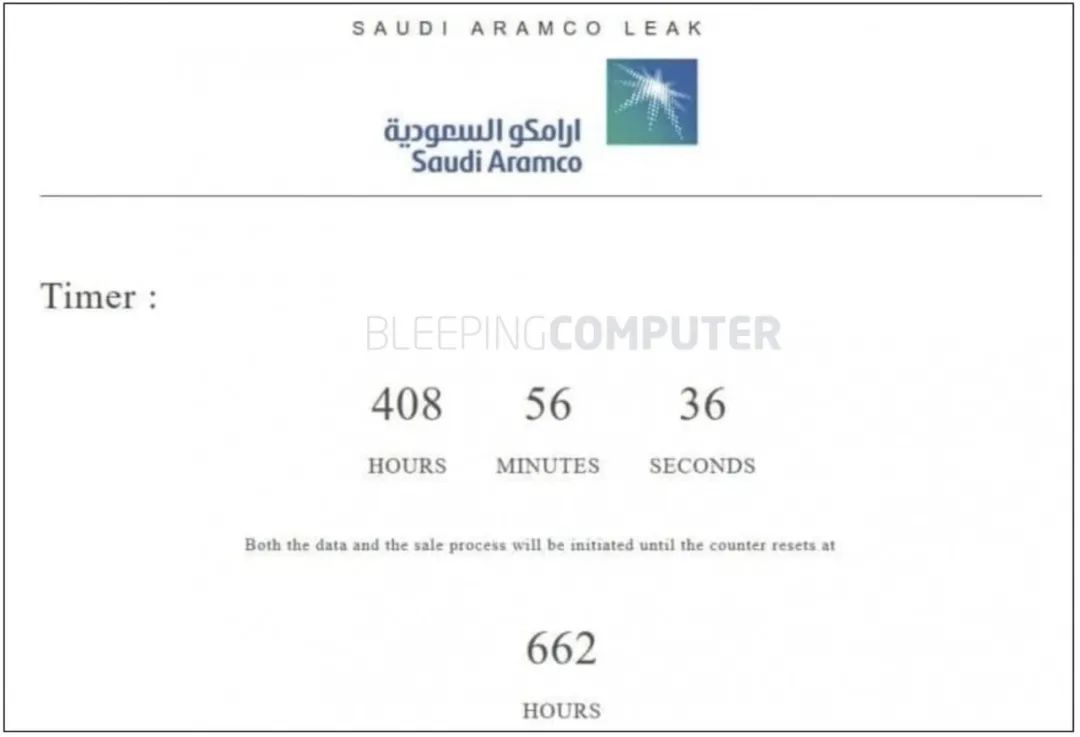 SAUDI ARAMCO LEAK
ارامكو السعودية
Saudi Aramco
Timer :
BLEEPINGCOMPUTER
408 56 36
HOURS MINUTES SECONDS
Both the data and the sale process will be initiated until the counter resets at
662
HOURS